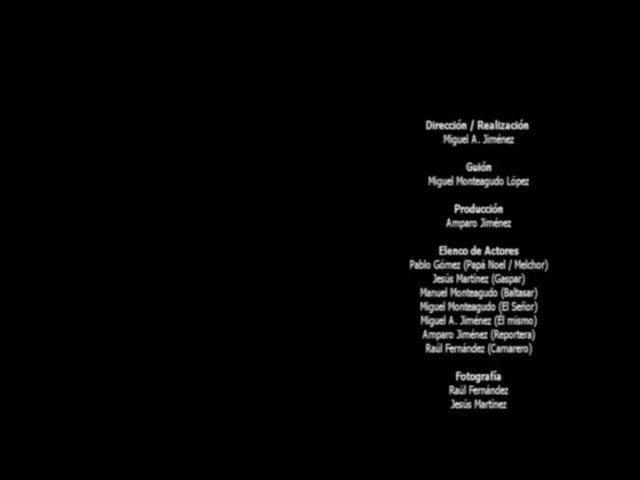 Dirección / Realización
Miguel A. Jiménez
Guión
Miguel Monteagudo López
Producción
Amparo Jiménez
Elenco de Actores
Pablo Gómez (Papá Noel / Melchor)
Jesús Martínez (Gaspar)
Manuel Monteagudo (Baltasar)
Miguel Monteagudo (El Señor)
Miguel A. Jiménez (Él mismo)
Amparo Jiménez (Reportera)
Raúl Fernández (Camarero)
Fotografía
Raúl Fernández
Jesús Martínez